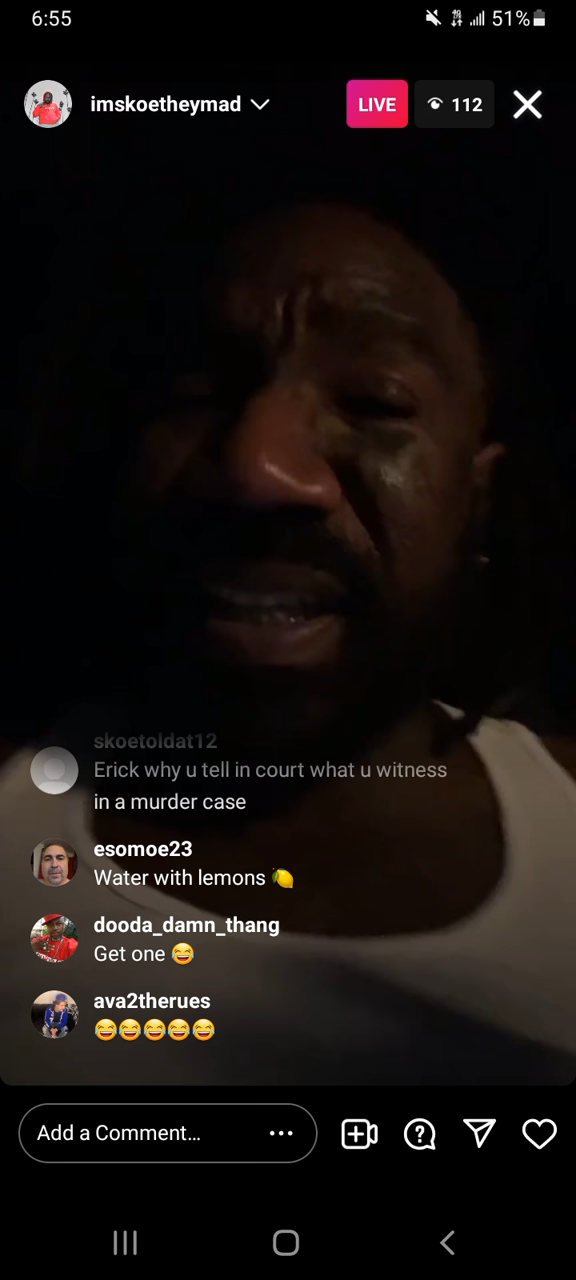 6:55
51%
imskoetheymad
LIVE
112
skoetoldat12
Erick why u tell in court what u witness
in a murder case
esomoe23
Water with lemons 🍋
dooda_damn_thang
Get one 😂
ava2therues
😂😂😂😂😂
Add a Comment...